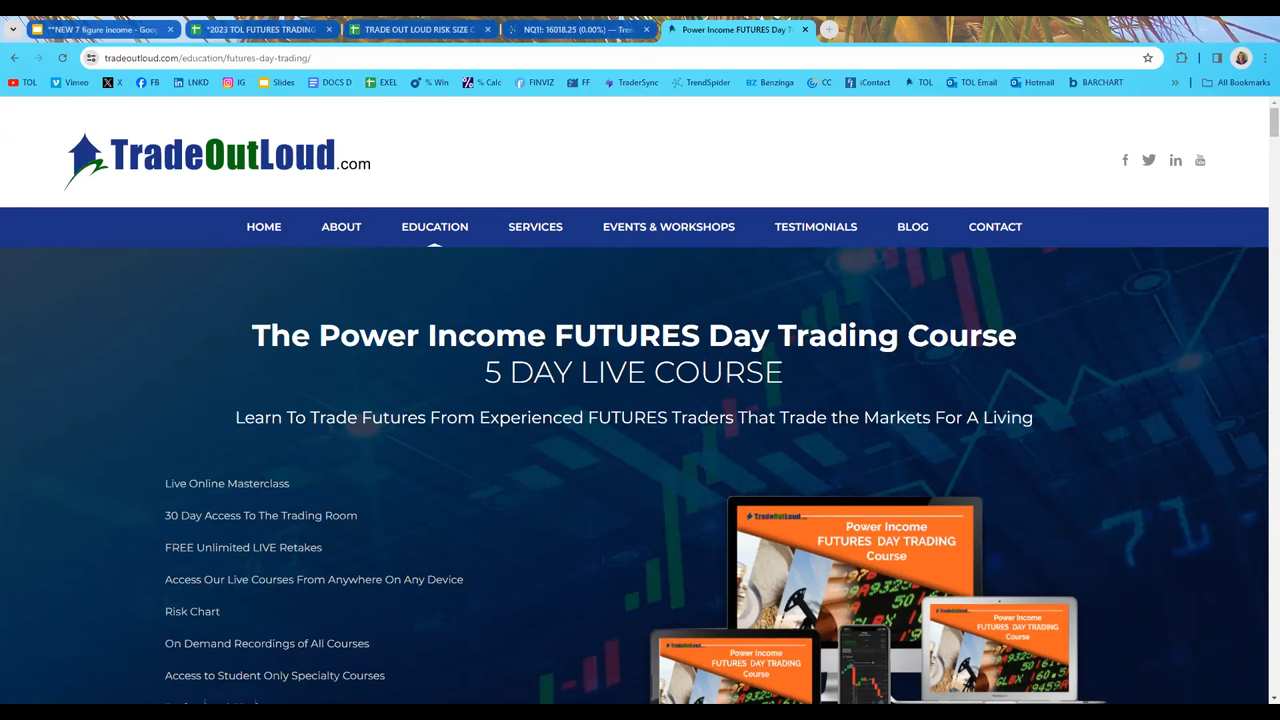 **NEW 7 figure income - Goo
*2023 TOL FUTURES TRADING
TRADE OUT LOUD RISK SIZE C
NQ1!: 16018.25 (0.00%) — Tren
Power Income FUTURES Day T
tradeoutloud.com/education/futures-day-trading/
TOL
Vimeo
X
FB
LNKD
IG
Slides
DOCS D
EXEL
% Win
% Calc
FINVIZ
FF
TraderSync
TrendSpider
Benzinga
CC
iContact
TOL
TOL Email
Hotmail
BARCHART
All Bookmarks
TradeOutLoud.com
HOME
ABOUT
EDUCATION
SERVICES
EVENTS & WORKSHOPS
TESTIMONIALS
BLOG
CONTACT
The Power Income FUTURES Day Trading Course
5 DAY LIVE COURSE
Learn To Trade Futures From Experienced FUTURES Traders That Trade the Markets For A Living
Live Online Masterclass
30 Day Access To The Trading Room
FREE Unlimited LIVE Retakes
Access Our Live Courses From Anywhere On Any Device
Risk Chart
On Demand Recordings of All Courses
Access to Student Only Specialty Courses
TradeOutLoud
Power Income
FUTURES DAY TRADING
Course
Power Income
FUTURES DAY TRADING
Course
Power Income
FUTURES DAY TRADING
Course